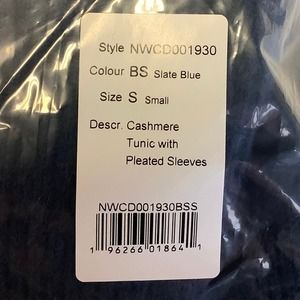 Style NWCD001930
Colour BS Slate Blue
Size S Small
Descr. Cashmere
Tunic with
Pleated Sleeves
NWCD001930BSS
1 96266 01864 1